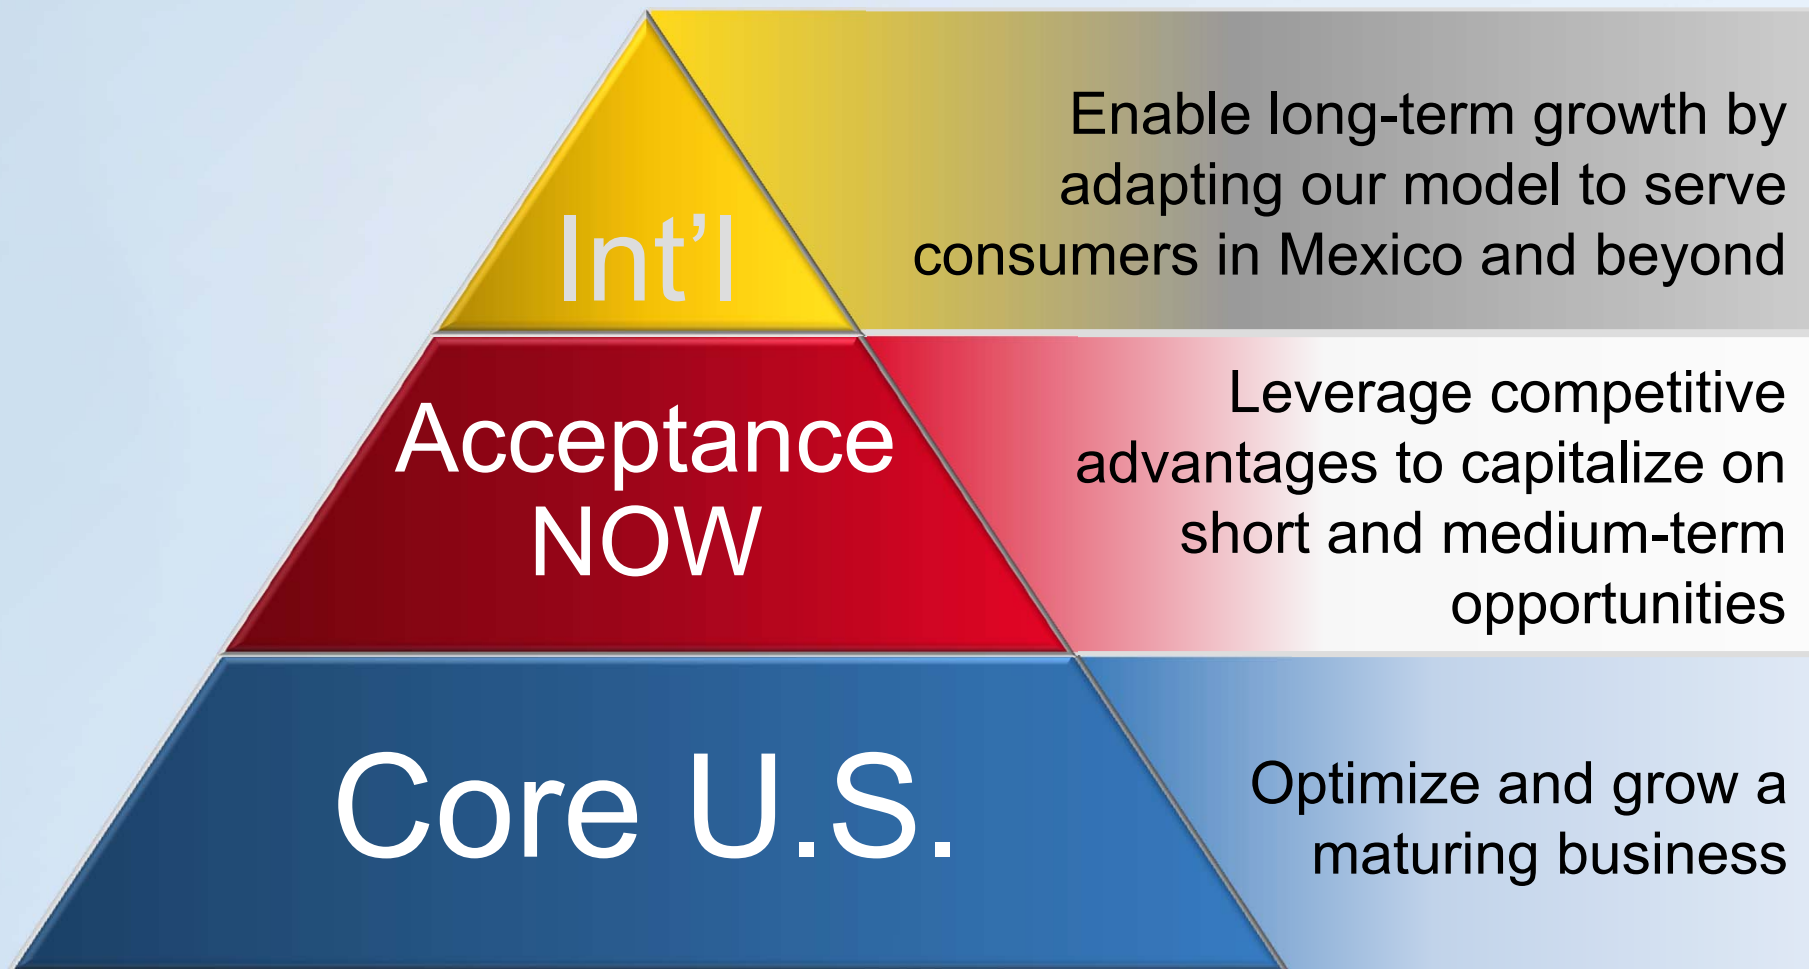 Int’l
Enable long-term growth by
adapting our model to serve
consumers in Mexico and beyond
Acceptance
NOW
Leverage competitive
advantages to capitalize on
short and medium-term
opportunities
Core U.S.
Optimize and grow a
maturing business